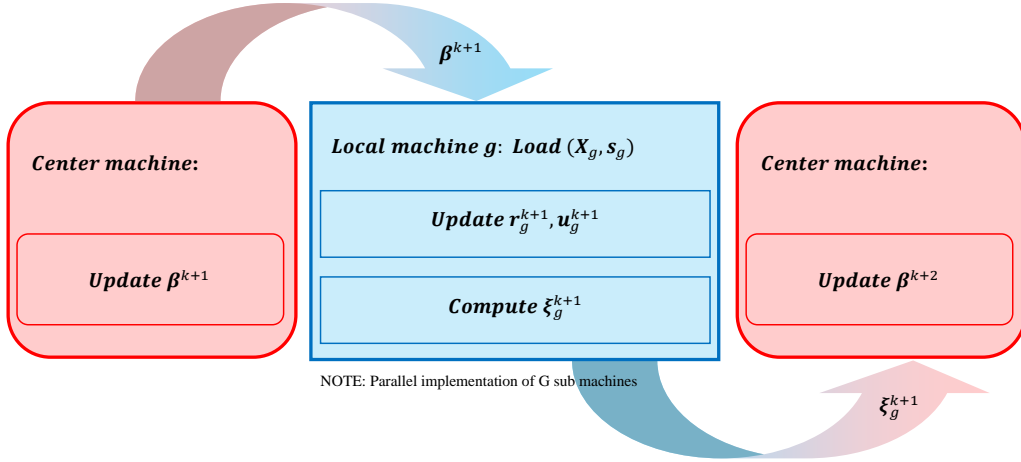 β^{k+1}
Center machine:
Update β^{k+1}
Local machine g: Load (X_g, s_g)
Update r_g^{k+1}, u_g^{k+1}
Compute ξ_g^{k+1}
NOTE: Parallel implementation of G sub machines
Center machine:
Update β^{k+2}
ξ_g^{k+1}